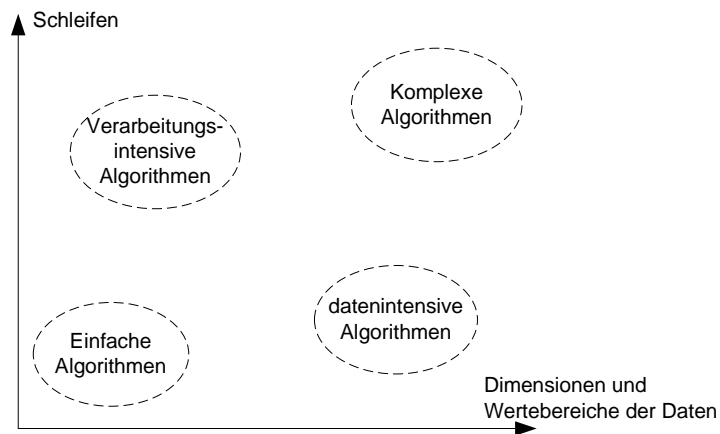 Schleifen
Komplexe
Algorithmen
Verarbeitungs-
intensive
Algorithmen
datenintensive
Algorithmen
Einfache
Algorithmen
Dimensionen und
Wertebereiche der Daten